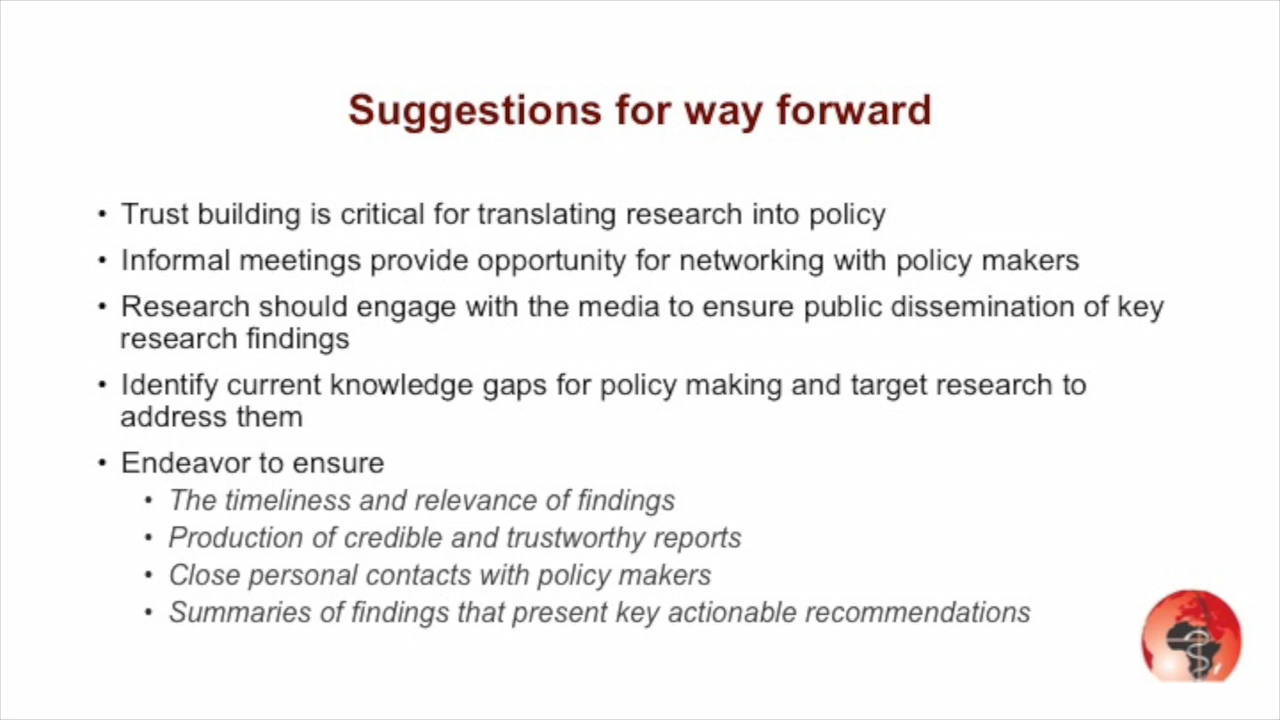 Suggestions for way forward
• Trust building is critical for translating research into policy
• Informal meetings provide opportunity for networking with policy makers
• Research should engage with the media to ensure public dissemination of key
research findings
• Identify current knowledge gaps for policy making and target research to
address them
• Endeavor to ensure
• The timeliness and relevance of findings
• Production of credible and trustworthy reports
• Close personal contacts with policy makers
• Summaries of findings that present key actionable recommendations